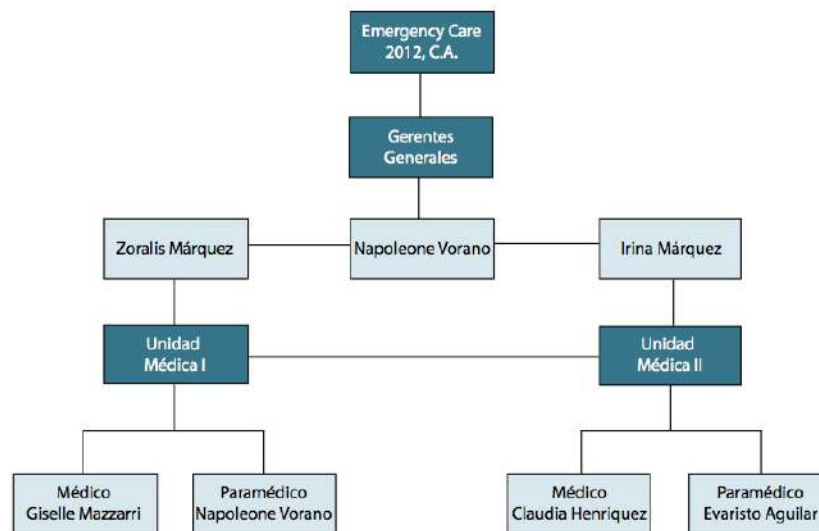 Emergency Care
2012, C.A.
Gerentes
Generales
Zoralis Márquez
Napoleone Vorano
Irina Márquez
Unidad
Médica I
Unidad
Médica II
Médico
Giselle Mazzarri
Paramédico
Napoleone Vorano
Médico
Claudia Henriquez
Paramédico
Evaristo Aguilar